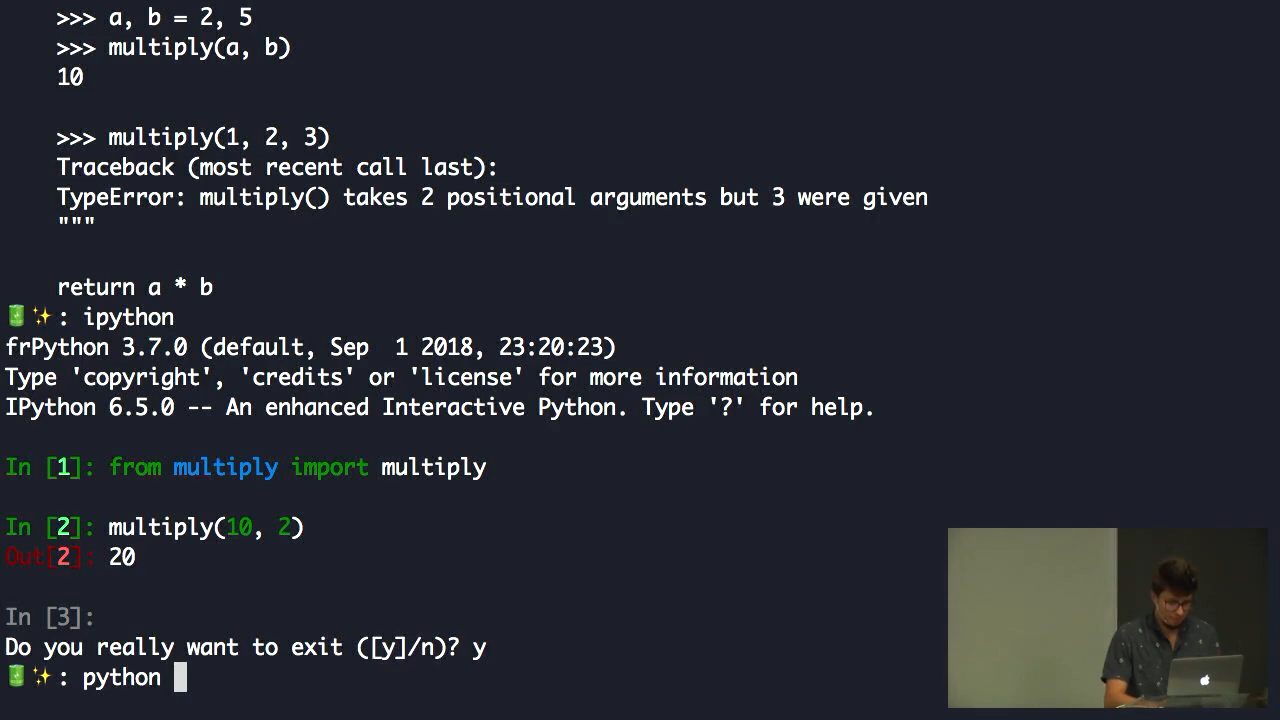 >>> a, b = 2, 5
>>> multiply(a, b)
10
>>> multiply(1, 2, 3)
Traceback (most recent call last):
TypeError: multiply() takes 2 positional arguments but 3 were given
"""
return a * b
: ipython
frPython 3.7.0 (default, Sep  1 2018, 23:20:23)
Type 'copyright', 'credits' or 'license' for more information
IPython 6.5.0 -- An enhanced Interactive Python. Type '?' for help.
In [1]: from multiply import multiply
In [2]: multiply(10, 2)
Out[2]: 20
In [3]:
Do you really want to exit ([y]/n)? y
: python